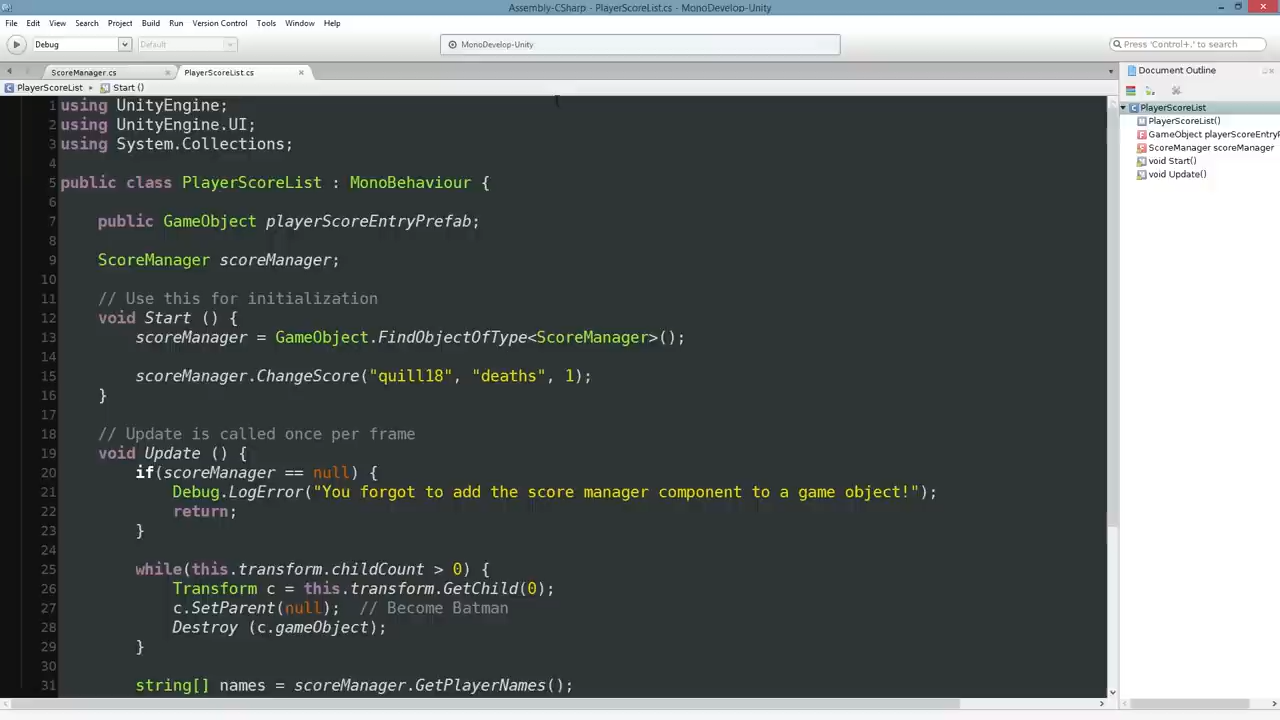 Assembly-CSharp - PlayerScoreList.cs - MonoDevelop-Unity
File Edit View Search Project Build Run Version Control Tools Window Help
Debug Default MonoDevelop-Unity Press 'Control+,' to search
ScoreManager.cs PlayerScoreList.cs Document Outline
PlayerScoreList Start ()
PlayerScoreList
PlayerScoreList()
GameObject playerScoreEntryP
ScoreManager scoreManager
void Start()
void Update()
1 using UnityEngine;
2 using UnityEngine.UI;
3 using System.Collections;
4
5 public class PlayerScoreList : MonoBehaviour {
6
7 public GameObject playerScoreEntryPrefab;
8
9 ScoreManager scoreManager;
10
11 // Use this for initialization
12 void Start () {
13 scoreManager = GameObject.FindObjectOfType<ScoreManager>();
14
15 scoreManager.ChangeScore("quill18", "deaths", 1);
16 }
17
18 // Update is called once per frame
19 void Update () {
20 if(scoreManager == null) {
21 Debug.LogError("You forgot to add the score manager component to a game object!");
22 return;
23 }
24
25 while(this.transform.childCount > 0) {
26 Transform c = this.transform.GetChild(0);
27 c.SetParent(null); // Become Batman
28 Destroy (c.gameObject);
29 }
30
31 string[] names = scoreManager.GetPlayerNames();